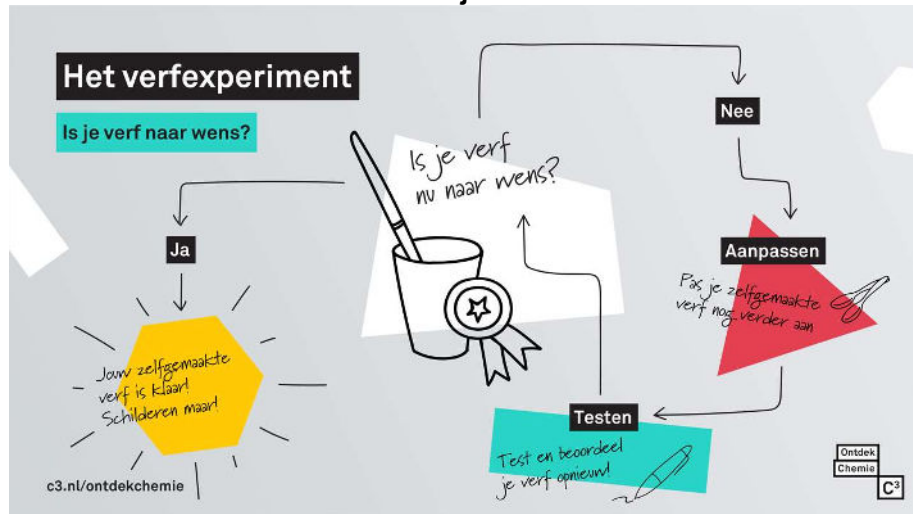 j
Het verfexperiment
Is je verf naar wens?
Is je verf
nu naar wens?
Nee
Ja
Aanpassen
Pas je zelfgemaakte
verf nog verder aan
Jouw zelfgemaakte
verf is klaar!
Schilderen maar!
Testen
Test en beoordeel
je verf opnieuw!
c3.nl/ontdekchemie
Ontdek
Chemie
C³